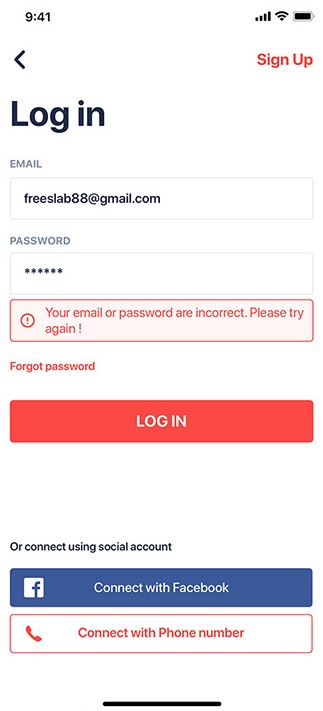 9:41
Sign Up
Log in
EMAIL
freeslab88@gmail.com
PASSWORD
******
Your email or password are incorrect. Please try
again !
Forgot password
LOG IN
Or connect using social account
Connect with Facebook
Connect with Phone number